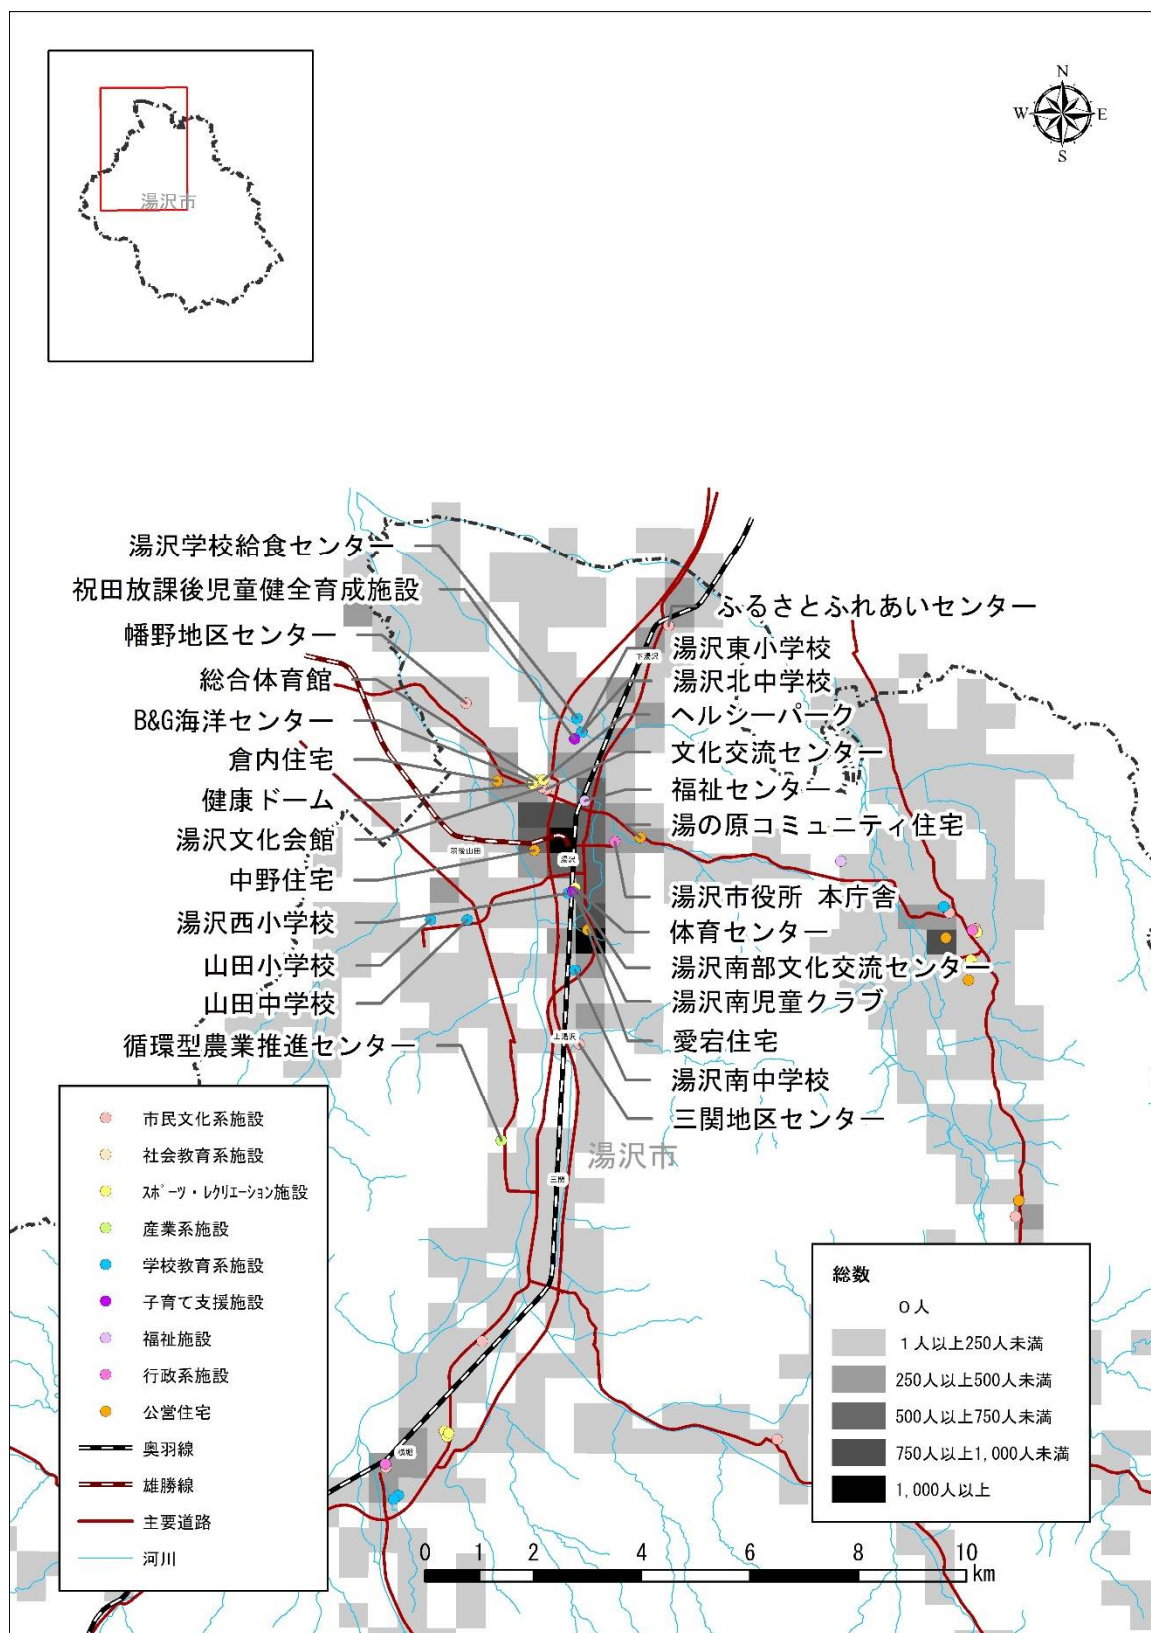 湯沢市
N
W
E
S
湯沢学校給食センター
祝田放課後児童健全育成施設
幡野地区センター
総合体育館
B&G海洋センター
倉内住宅
健康ドーム
湯沢文化会館
中野住宅
湯沢西小学校
山田小学校
山田中学校
循環型農業推進センター
ふるさとふれあいセンター
湯沢東小学校
湯沢北中学校
ヘルシーパーク
文化交流センター
福祉センター
湯の原コミュニティ住宅
湯沢市役所 本庁舎
体育センター
湯沢南部文化交流センター
湯沢南児童クラブ
愛宕住宅
湯沢南中学校
三関地区センター
下湯沢
羽後山田
湯沢
上湯沢
三関
横堀
湯沢市
市民文化系施設
社会教育系施設
スポーツ・レクリエーション施設
産業系施設
学校教育系施設
子育て支援施設
福祉施設
行政系施設
公営住宅
奥羽線
雄勝線
主要道路
河川
総数
0人
1人以上250人未満
250人以上500人未満
500人以上750人未満
750人以上1,000人未満
1,000人以上
0 1 2 4 6 8 10
km